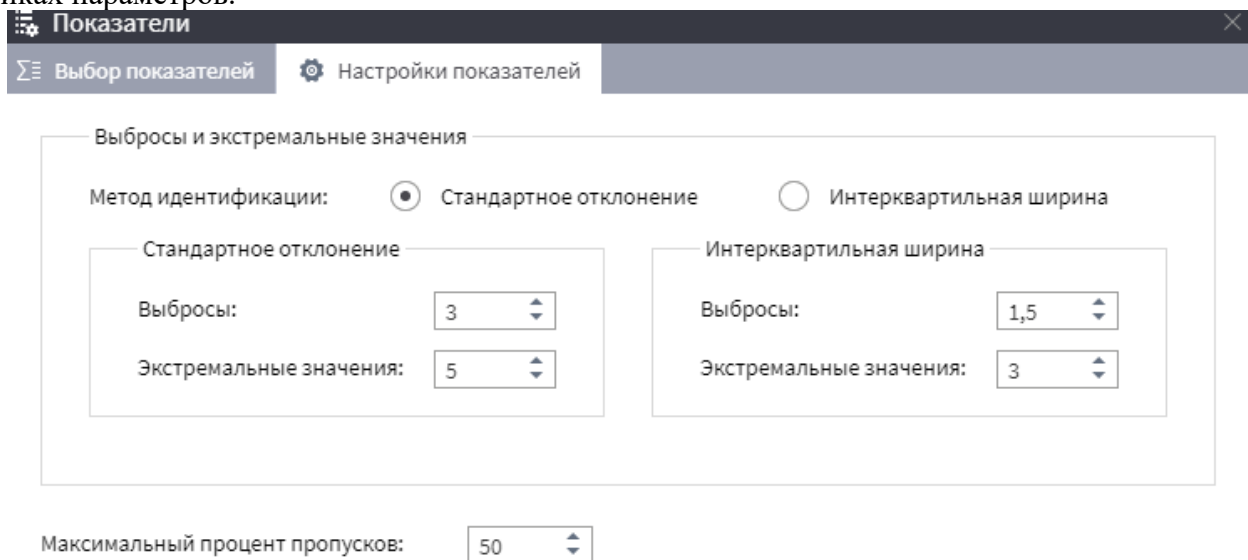 Показатели
Выбор показателей Настройки показателей
Выбросы и экстремальные значения
Метод идентификации: Стандартное отклонение Интерквартильная ширина
Стандартное отклонение Интерквартильная ширина
Выбросы: 3 Выбросы: 1,5
Экстремальные значения: 5 Экстремальные значения: 3
Максимальный процент пропусков: 50